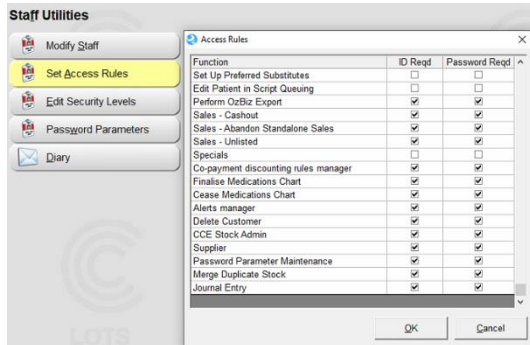 Staff Utilities
Modify Staff
Set Access Rules
Edit Security Levels
Password Parameters
Diary
LOTS
Access Rules
Function ID Reqd Password Reqd
Set Up Preferred Substitutes
Edit Patient in Script Queuing
Perform OzBiz Export
Sales - Cashout
Sales - Abandon Standalone Sales
Sales - Unlisted
Specials
Co-payment discounting rules manager
Finalise Medications Chart
Cease Medications Chart
Alerts manager
Delete Customer
CCE Stock Admin
Supplier
Password Parameter Maintenance
Merge Duplicate Stock
Journal Entry
OK Cancel